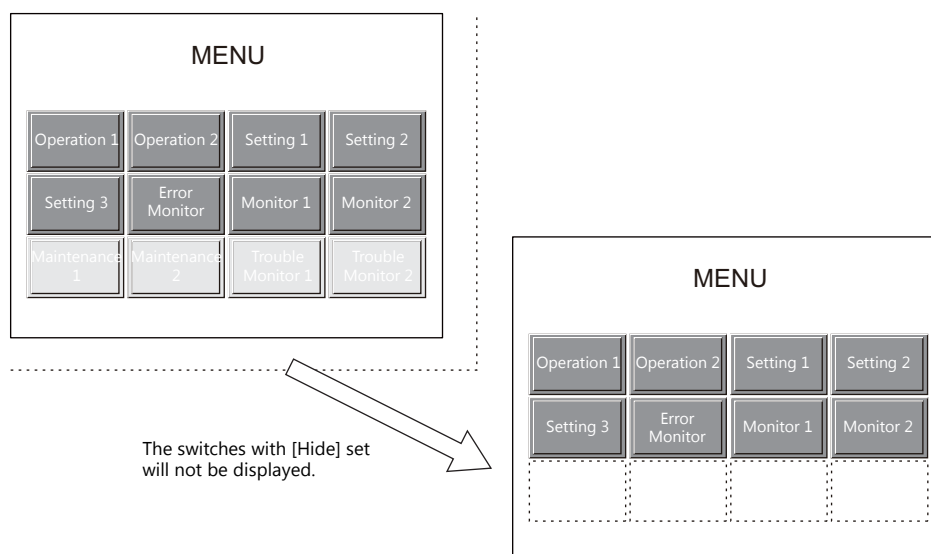 MENU
Operation 1 Operation 2 Setting 1 Setting 2
Setting 3 Error Monitor Monitor 1 Monitor 2
Maintenance 1 Maintenance 2 Trouble Monitor 1 Trouble Monitor 2
The switches with [Hide] set
will not be displayed.
MENU
Operation 1 Operation 2 Setting 1 Setting 2
Setting 3 Error Monitor Monitor 1 Monitor 2